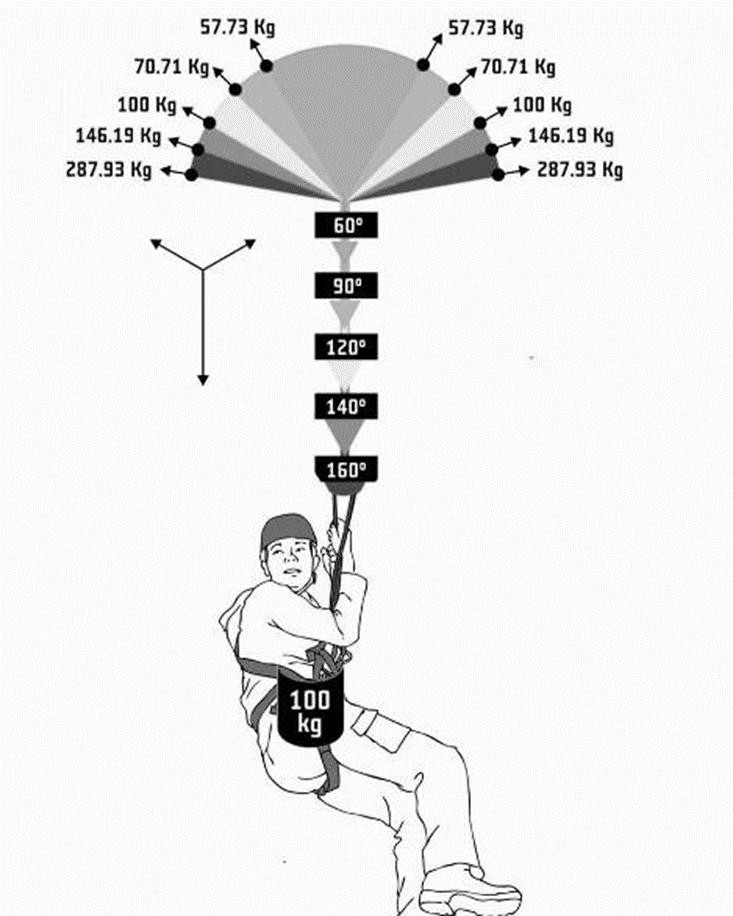 57.73 Kg 57.73 Kg
70.71 Kg 70.71 Kg
100 Kg 100 Kg
146.19 Kg 146.19 Kg
287.93 Kg 287.93 Kg
60°
90°
120°
140°
160°
100
kg